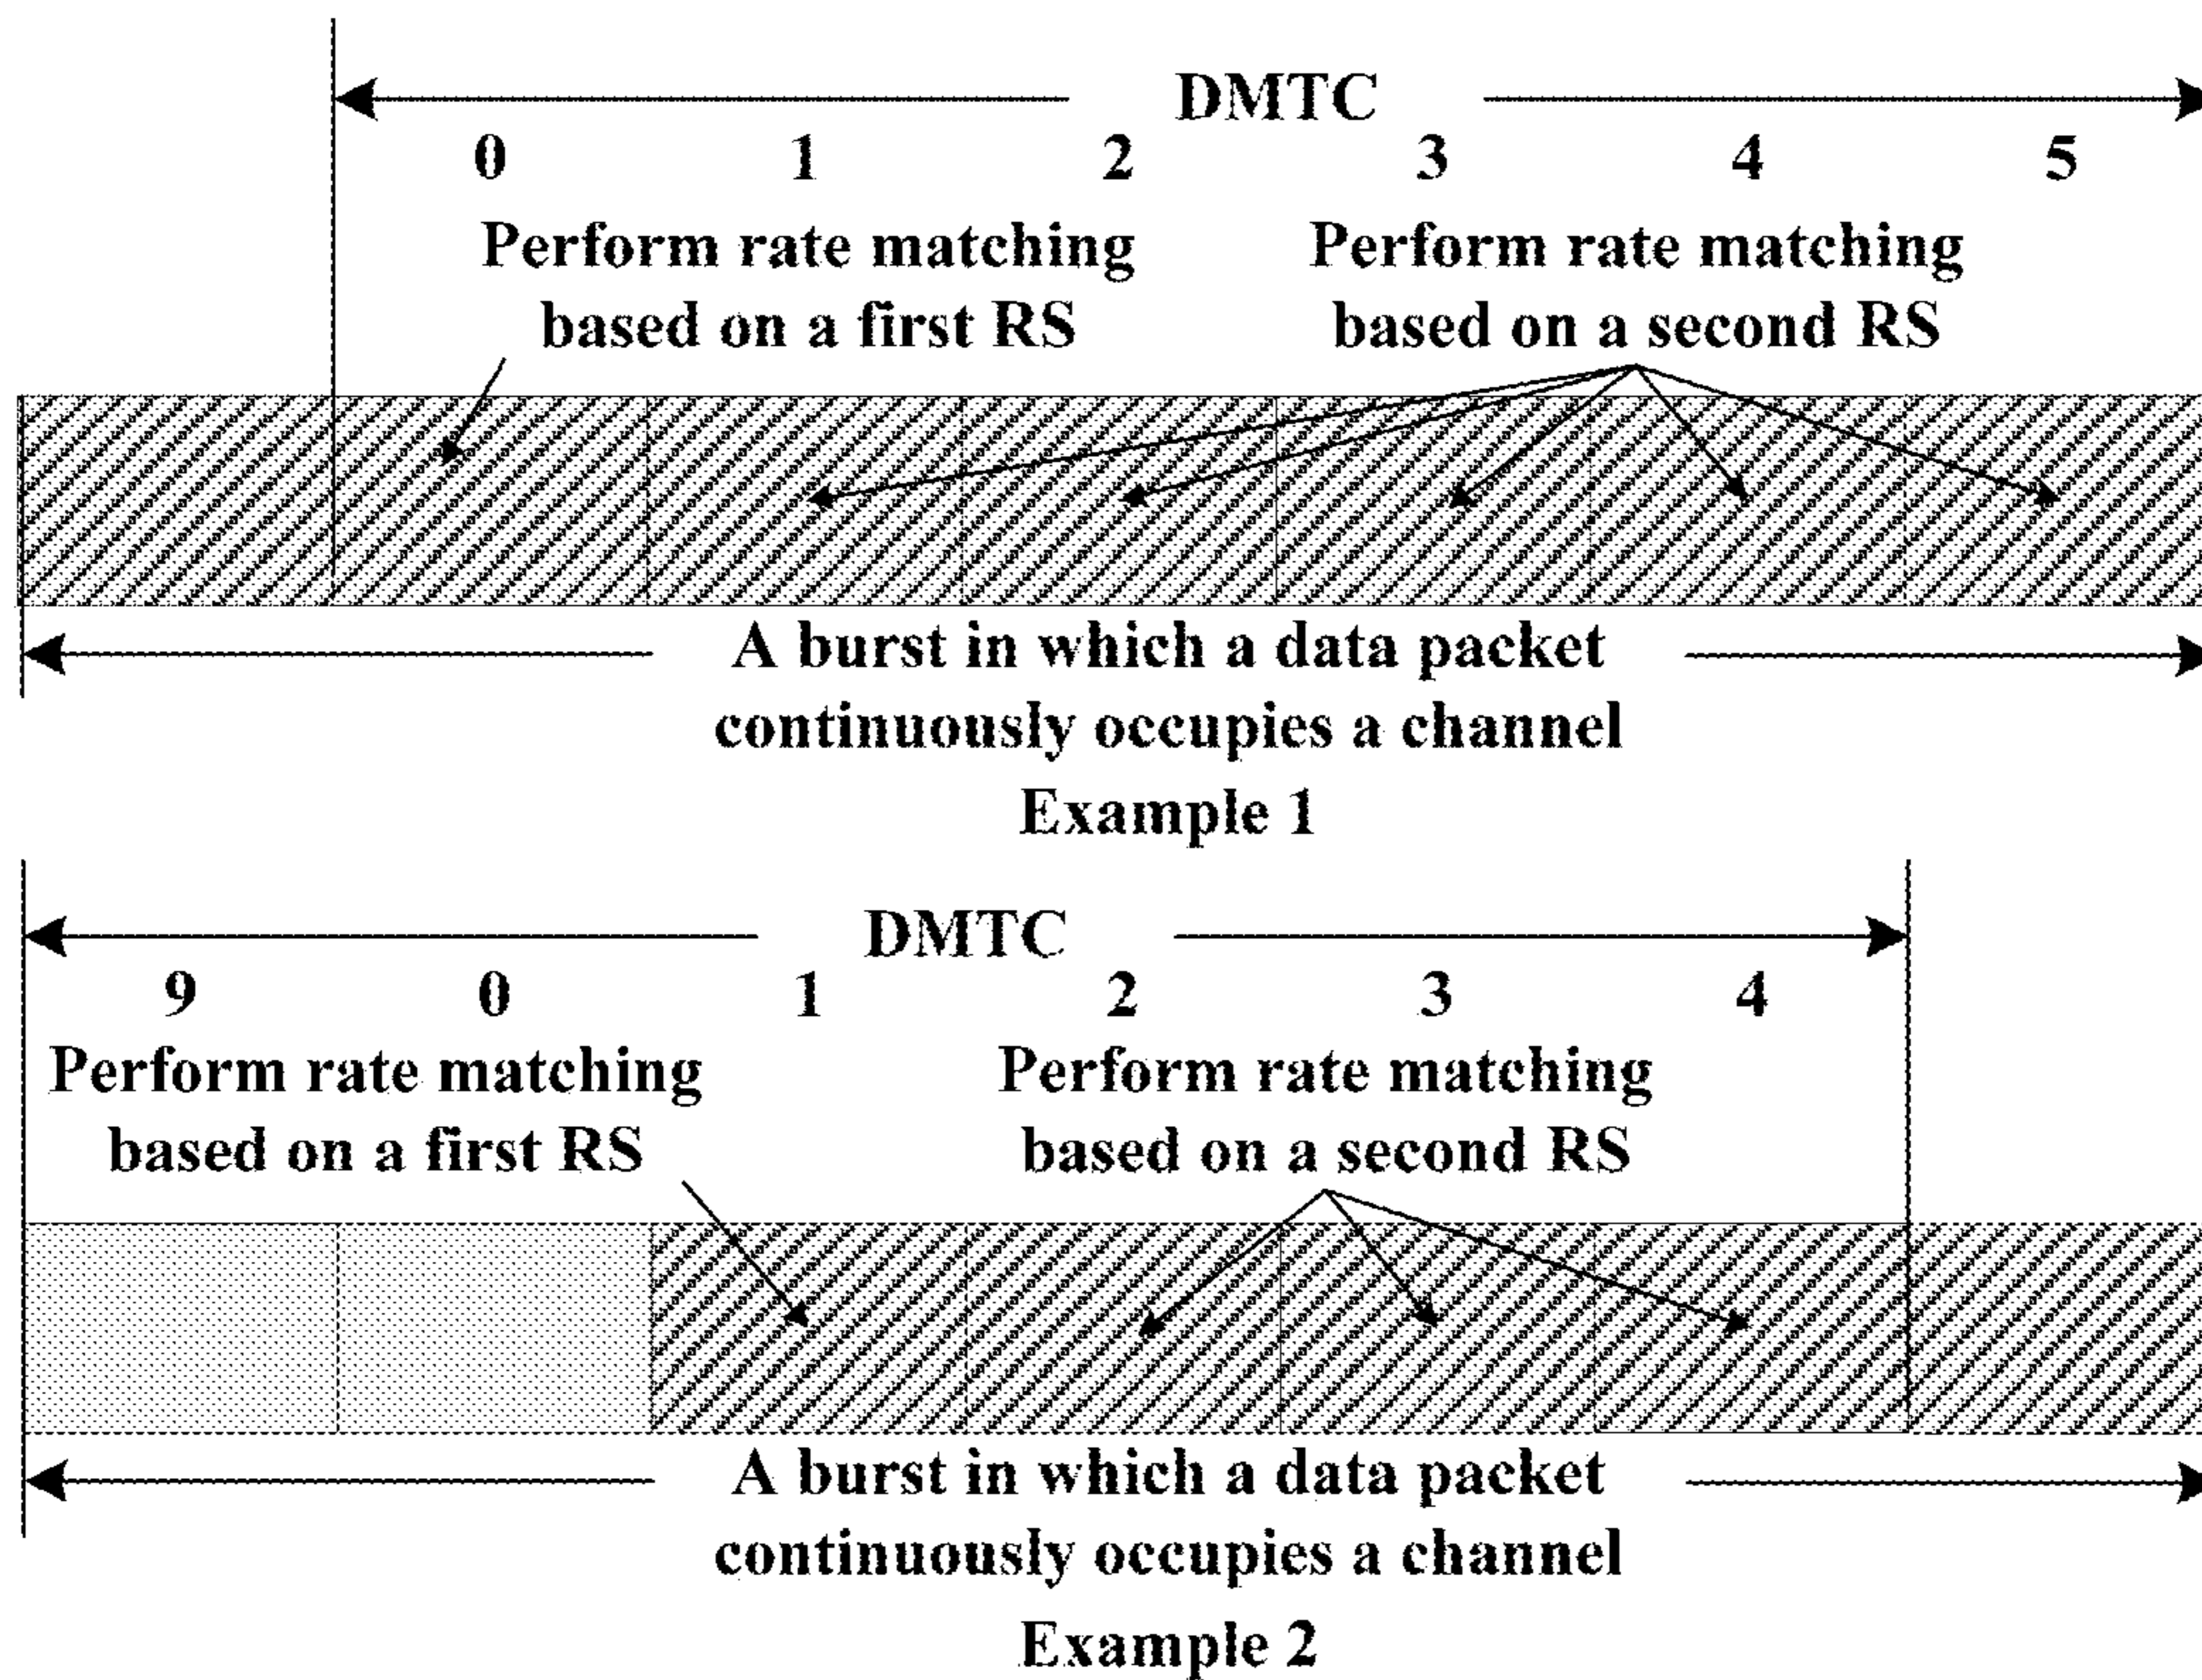 DMTC
0 1 2 3 4 5
Perform rate matching
based on a first RS
Perform rate matching
based on a second RS
A burst in which a data packet
continuously occupies a channel
Example 1
DMTC
9 0 1 2 3 4
Perform rate matching
based on a first RS
Perform rate matching
based on a second RS
A burst in which a data packet
continuously occupies a channel
Example 2